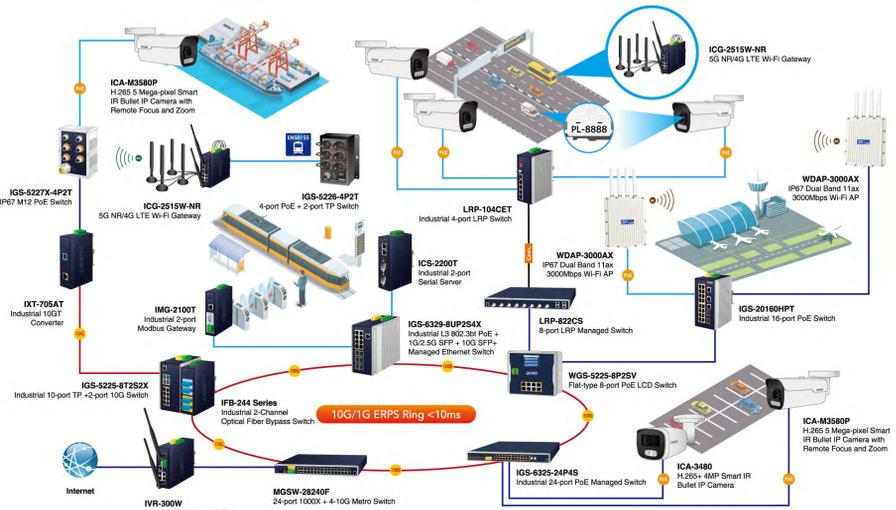 PoE
ICA-M3580P
H.265 5 Mega-pixel Smart
IR Bullet IP Camera with
Remote Focus and Zoom
ICG-2515W-NR
5G NR/4G LTE Wi-Fi Gateway
PL-8888
PoE
PoE
PoE
EN50155
IGS-5227X-4P2T
IP67 M12 PoE Switch
ICG-2515W-NR
5G NR/4G LTE Wi-Fi Gateway
IGS-5226-4P2T
4-port PoE + 2-port TP Switch
LRP-104CET
Industrial 4-port LRP Switch
WDAP-3000AX
IP67 Dual Band 11ax
3000Mbps Wi-Fi AP
WDAP-3000AX
IP67 Dual Band 11ax
3000Mbps Wi-Fi AP
PoE
Coax.
IXT-705AT
Industrial 10GT
Converter
ICS-2200T
Industrial 2-port
Serial Server
IMG-2100T
Industrial 2-port
Modbus Gateway
LRP-822CS
8-port LRP Managed Switch
IGS-20160HPT
Industrial 16-port PoE Switch
10G
IGS-6329-8UP2S4X
Industrial L3 802.3bt PoE +
1G/2.5G SFP + 10G SFP+
Managed Ethernet Switch
WGS-5225-8P2SV
Flat-type 8-port PoE LCD Switch
IGS-5225-8T2S2X
Industrial 10-port TP +2-port 10G Switch
IFB-244 Series
Industrial 2-Channel
Optical Fiber Bypass Switch
10G/1G ERPS Ring <10ms
10G
ICA-M3580P
H.265 5 Mega-pixel Smart
IR Bullet IP Camera with
Remote Focus and Zoom
ICA-3480
H.265+ 4MP Smart IR
Bullet IP Camera
PoE
PoE
IGS-6325-24P4S
Industrial 24-port PoE Managed Switch
Internet
IVR-300W
MGSW-28240F
24-port 1000X + 4-10G Metro Switch